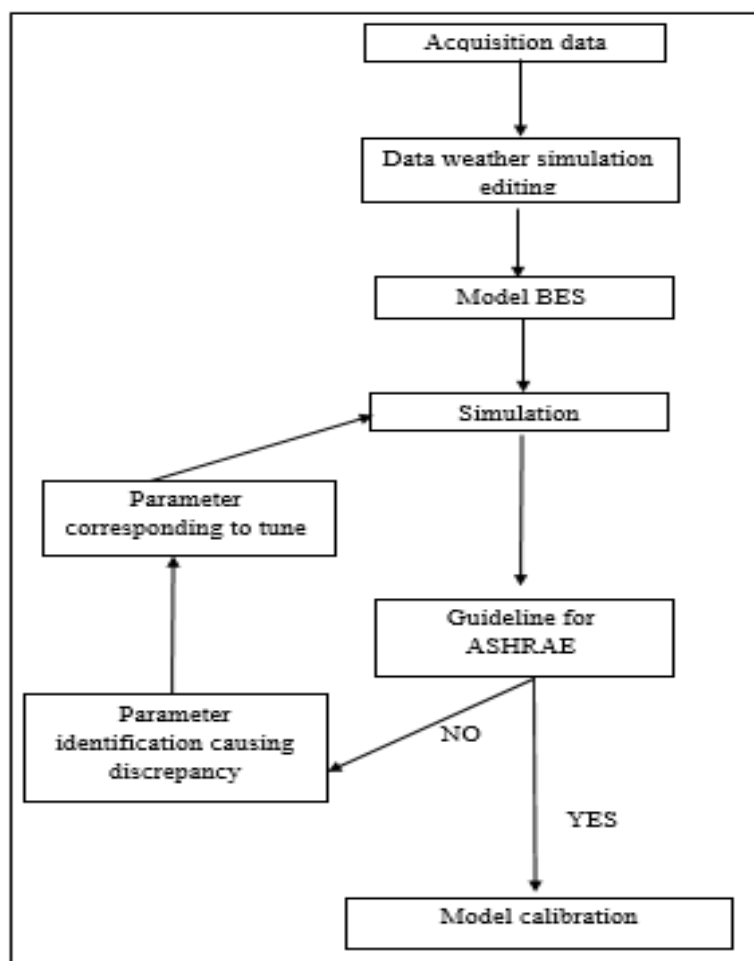 Acquisition data
Data weather simulation
editing
Model BES
Simulation
Parameter
corresponding to tune
Guideline for
ASHRAE
Parameter
identification causing
discrepancy
NO
YES
Model calibration